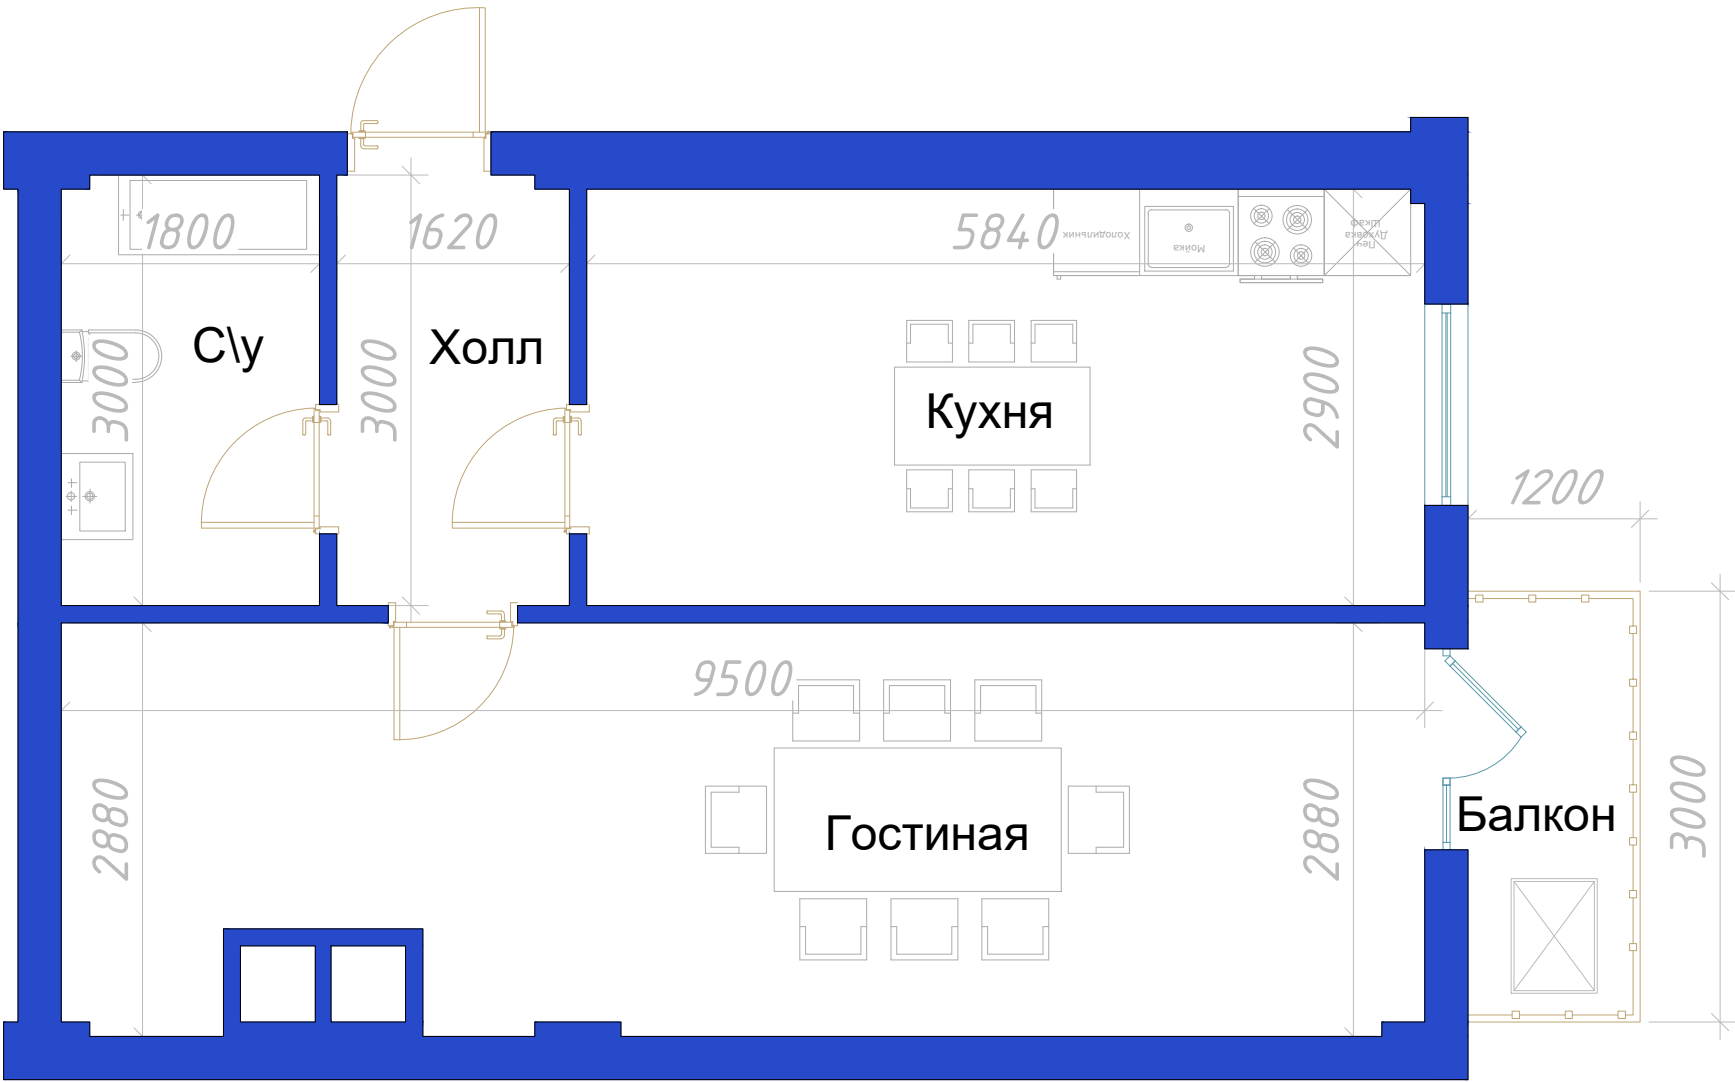 1800
1620
5840
Холодильник
Мойка
Печ
Духовка
Шкаф
С\у
Холл
3000
3000
Кухня
2900
1200
9500
2880
Гостиная
2880
Балкон
3000